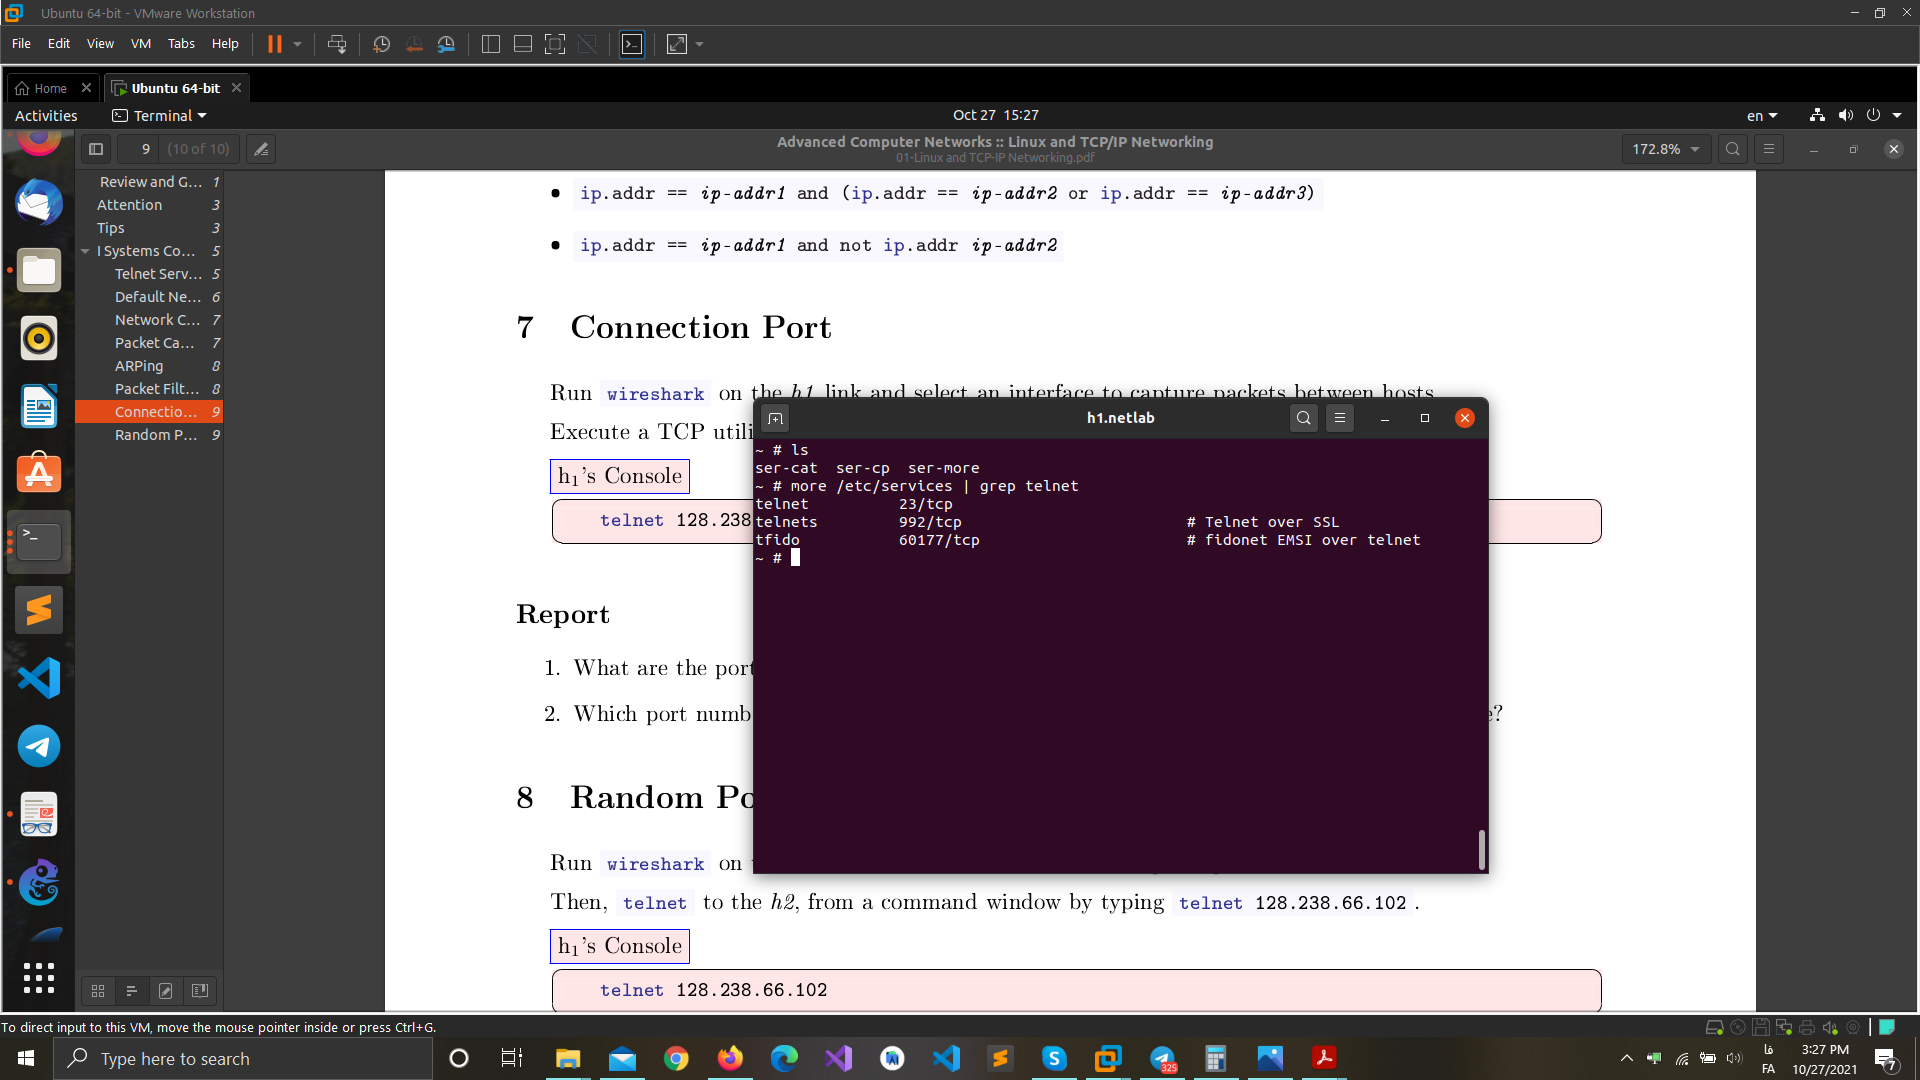 Ubuntu 64-bit - VMware Workstation
File Edit View VM Tabs Help
Home
Ubuntu 64-bit
Activities
Terminal
Oct 27 15:27
en
9
(10 of 10)
Advanced Computer Networks :: Linux and TCP/IP Networking
01-Linux and TCP-IP Networking.pdf
172.8%
Review and G... 1
Attention 3
Tips 3
I Systems Co... 5
Telnet Serv... 5
Default Ne... 6
Network C... 7
Packet Ca... 7
ARPing 8
Packet Filt... 8
Connectio... 9
Random P... 9
• ip.addr == ip-addr1 and (ip.addr == ip-addr2 or ip.addr == ip-addr3)
• ip.addr == ip-addr1 and not ip.addr ip-addr2
7 Connection Port
Run wireshark on the h1 link and select an interface to capture packets between hosts
Execute a TCP utili
h1's Console
telnet 128.238
Report
1. What are the port
2. Which port numb
e?
8 Random Po
Run wireshark on
Then, telnet to the h2, from a command window by typing telnet 128.238.66.102 .
h1's Console
telnet 128.238.66.102
h1.netlab
~ # ls
ser-cat ser-cp ser-more
~ # more /etc/services | grep telnet
telnet 23/tcp
telnets 992/tcp # Telnet over SSL
tfido 60177/tcp # fidonet EMSI over telnet
~ #
To direct input to this VM, move the mouse pointer inside or press Ctrl+G.
Type here to search
325
فا
FA
3:27 PM
10/27/2021
7